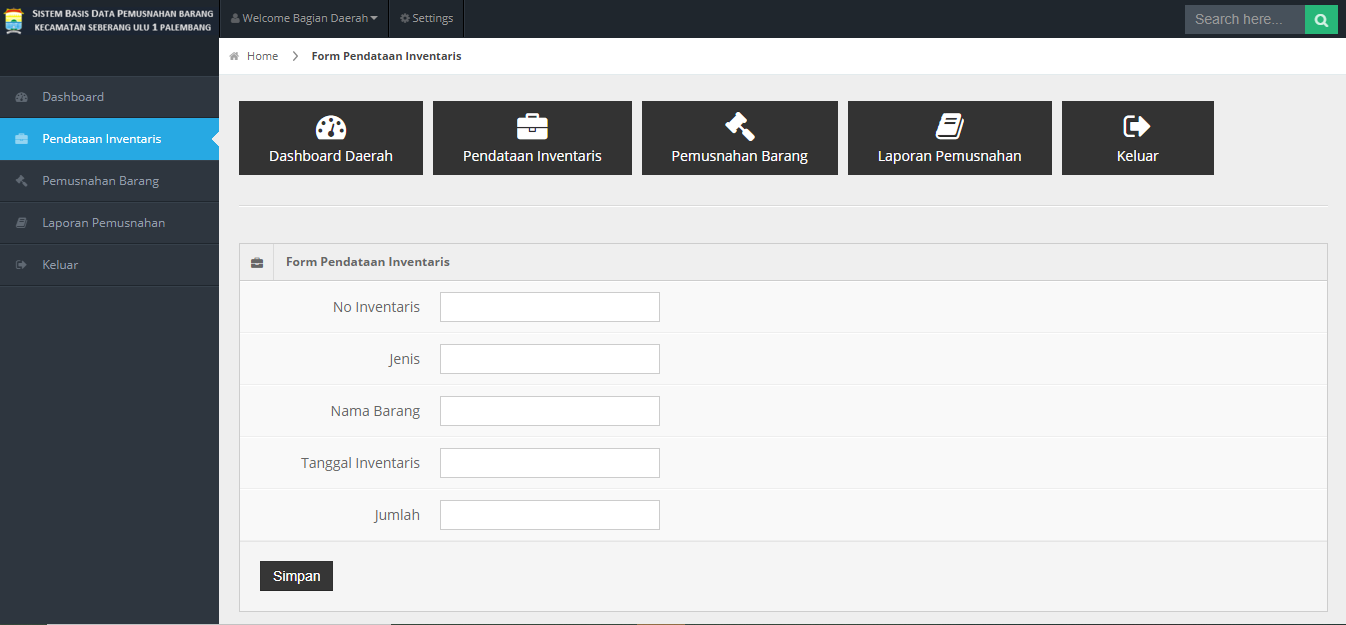 SISTEM BASIS DATA PEMUSNAHAN BARANG
KECAMATAN SEBERANG ULU 1 PALEMBANG
Welcome Bagian Daerah
Settings
Search here...
Home
Form Pendataan Inventaris
Dashboard
Pendataan Inventaris
Pemusnahan Barang
Laporan Pemusnahan
Keluar
Dashboard Daerah
Pendataan Inventaris
Pemusnahan Barang
Laporan Pemusnahan
Keluar
Form Pendataan Inventaris
No Inventaris
Jenis
Nama Barang
Tanggal Inventaris
Jumlah
Simpan